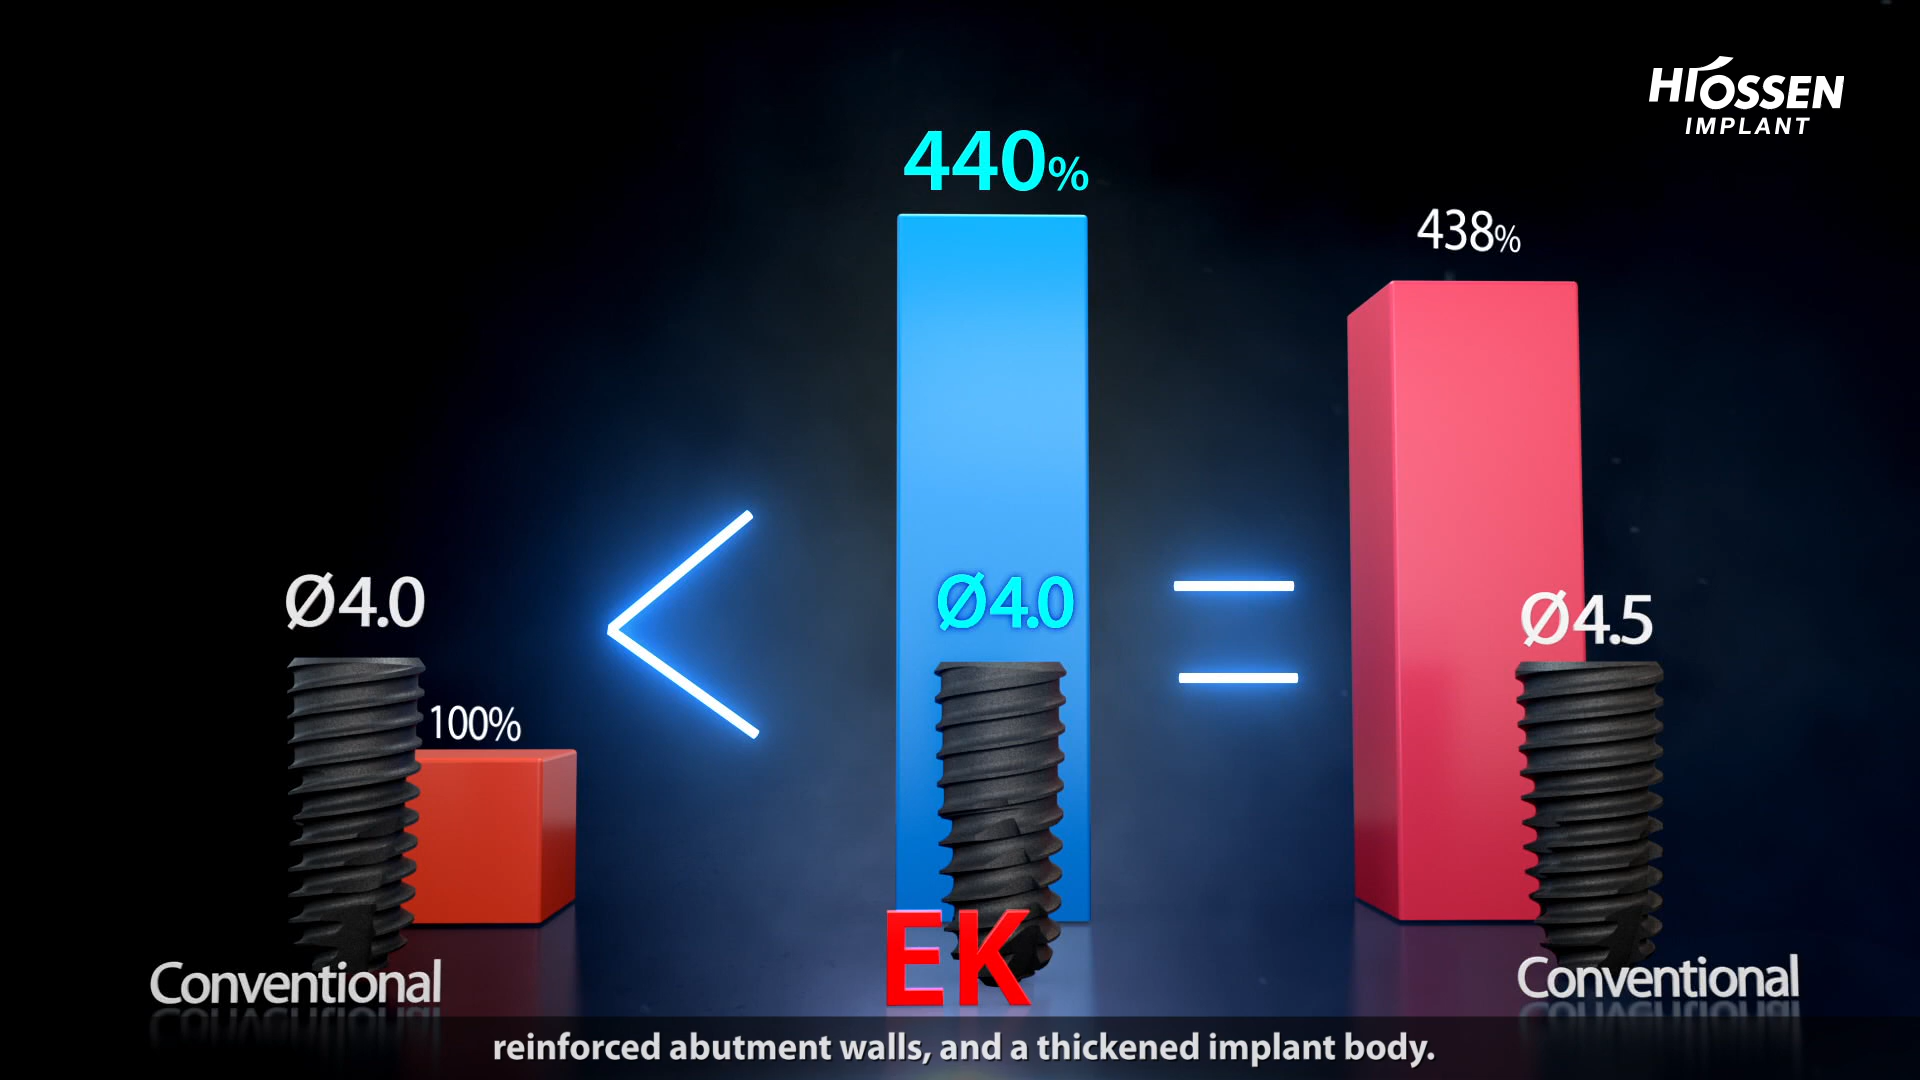 HIOSSEN
IMPLANT
440%
438%
Ø4.0
Ø4.0
Ø4.5
100%
Conventional
EK
Conventional
reinforced abutment walls, and a thickened implant body.